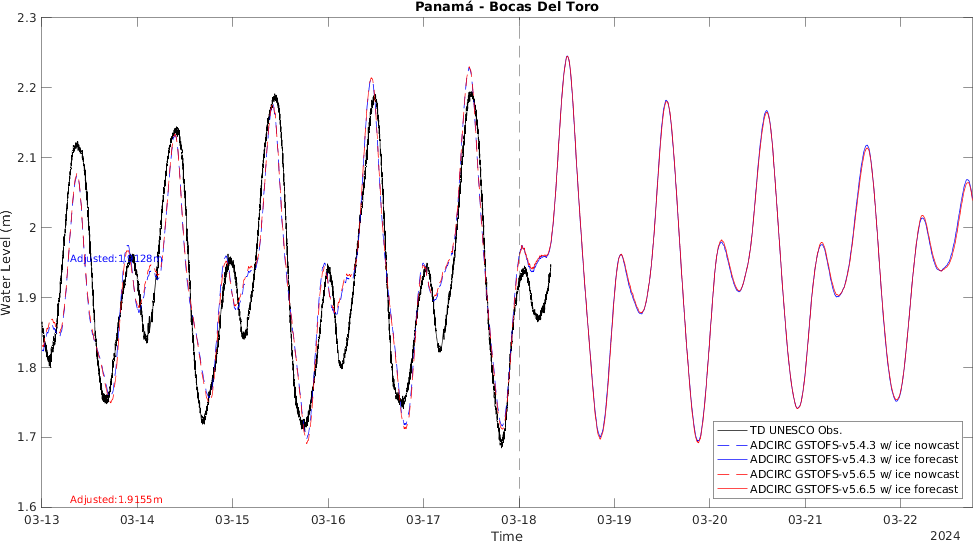 Panamá - Bocas Del Toro
Water Level (m)
2.3
2.2
2.1
2
1.9
1.8
1.7
1.6
Adjusted:1.9155m
TD UNESCO Obs.
ADCIRC GSTOFS-v5.4.3 w/ ice nowcast
ADCIRC GSTOFS-v5.4.3 w/ ice forecast
ADCIRC GSTOFS-v5.6.5 w/ ice nowcast
ADCIRC GSTOFS-v5.6.5 w/ ice forecast
03-13 03-14 03-15 03-16 03-17 03-18 03-19 03-20 03-21 03-22
Time
2024